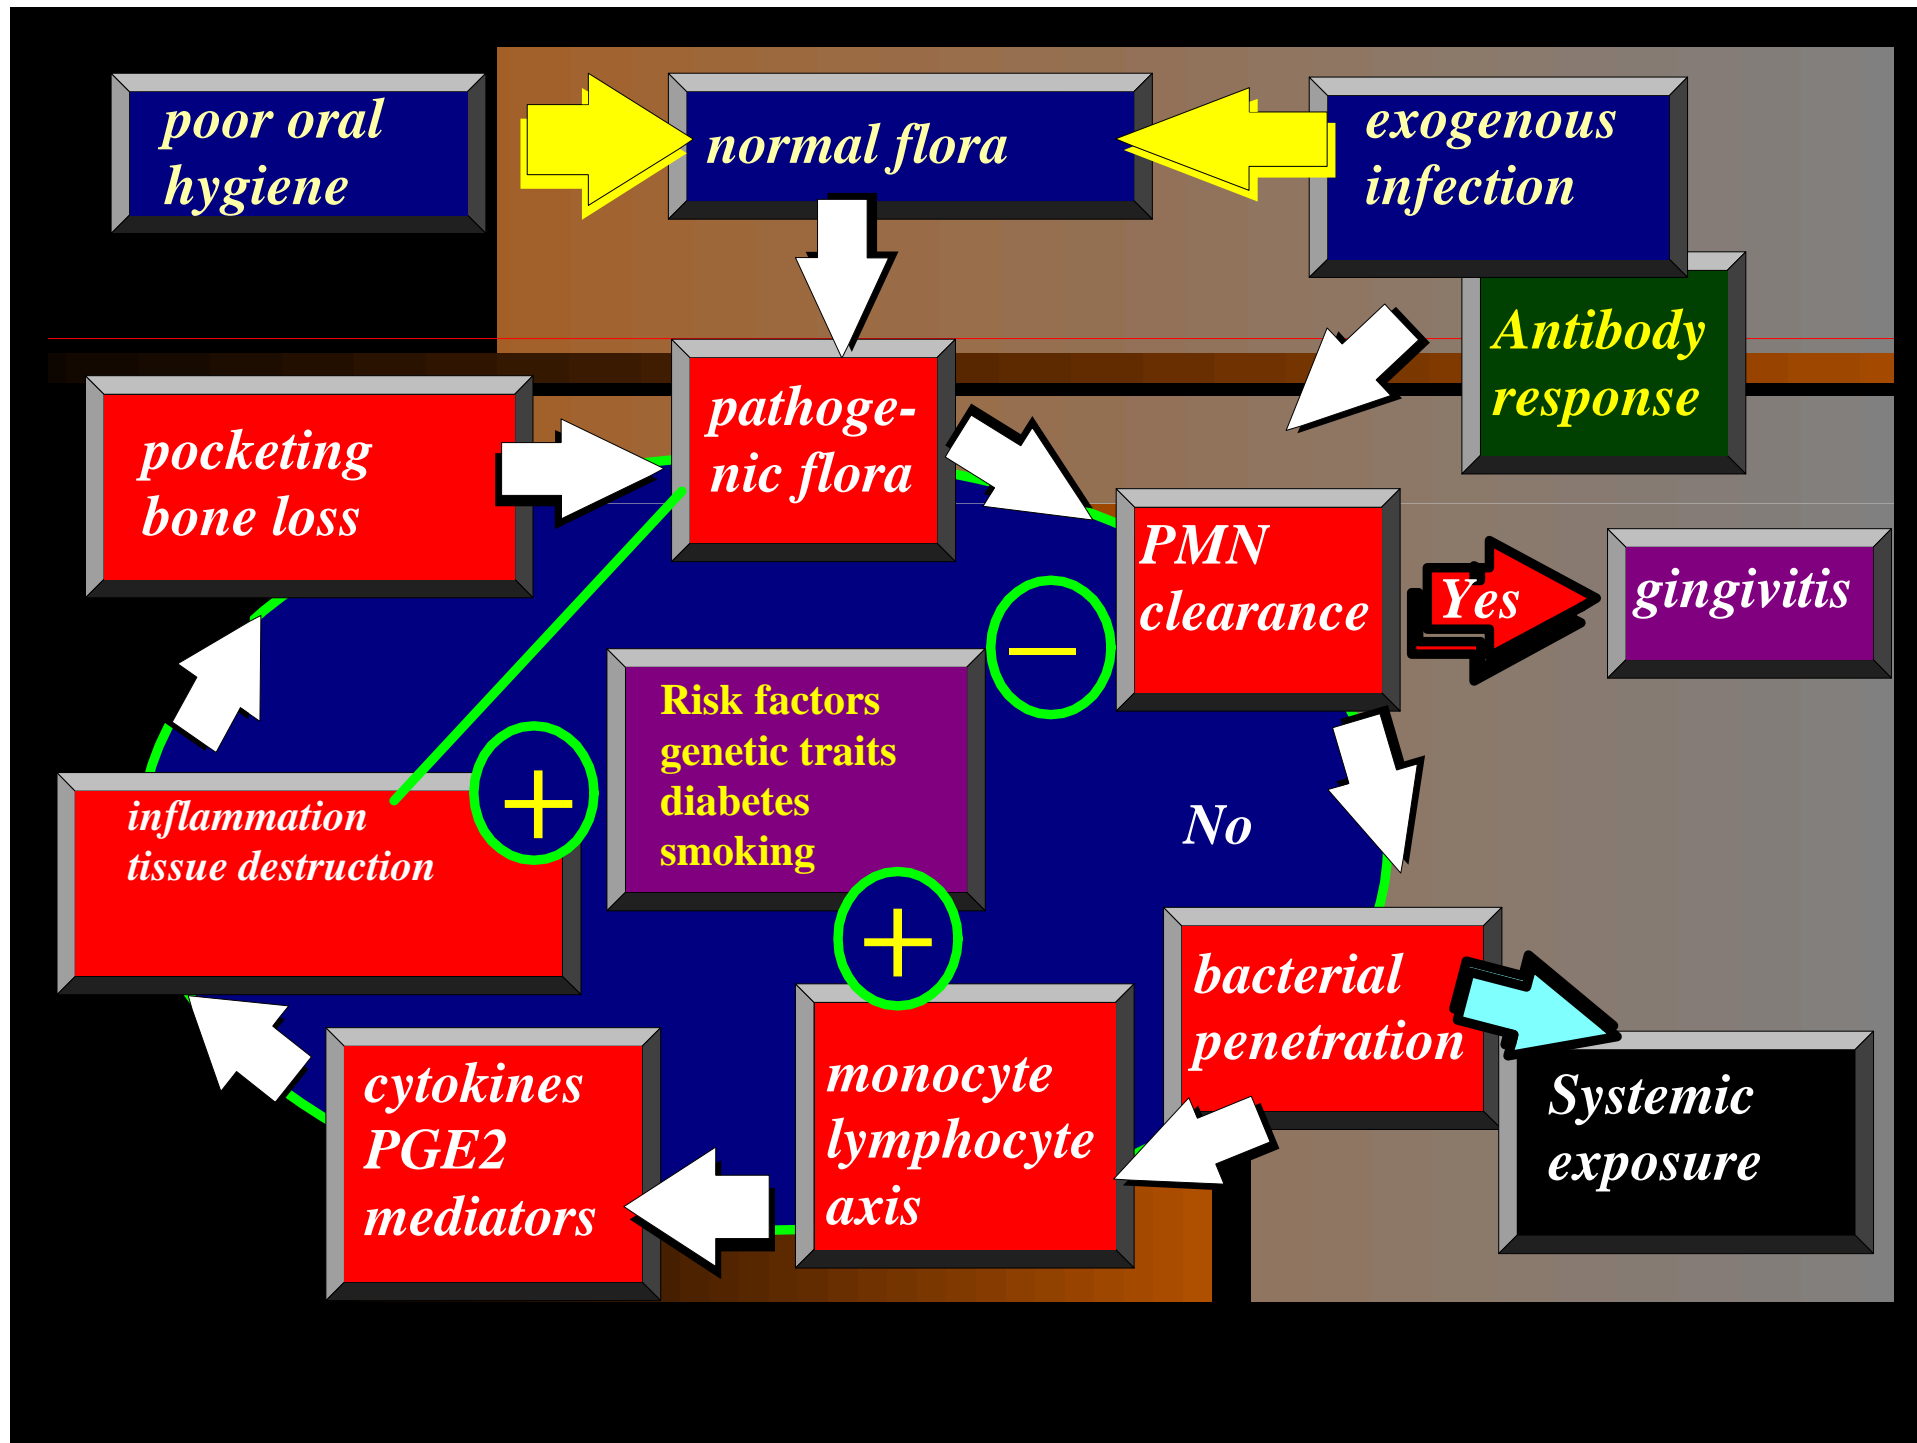 poor oral
hygiene
normal flora
exogenous
infection
Antibody
response
pathoge-
nic flora
pocketing
bone loss
PMN
clearance
Yes
gingivitis
–
Risk factors
genetic traits
diabetes
smoking
+
No
inflammation
tissue destruction
+
bacterial
penetration
Systemic
exposure
monocyte
lymphocyte
axis
cytokines
PGE2
mediators